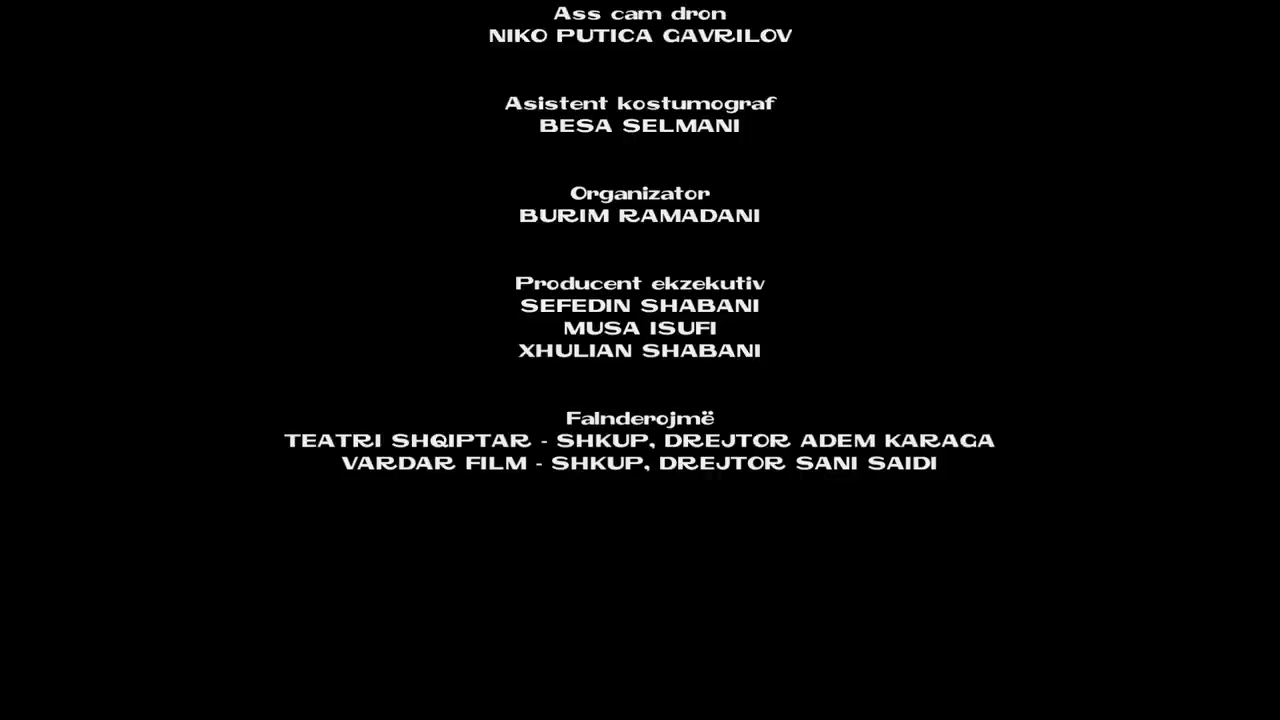 Ass cam dron
NIKO PUTICA GAVRILOV
Asistent kostumograf
BESA SELMANI
Organizator
BURIM RAMADANI
Producent ekzekutiv
SEFEDIN SHABANI
MUSA ISUFI
XHULIAN SHABANI
Falnderojmë
TEATRI SHQIPTAR - SHKUP, DREJTOR ADEM KARAGA
VARDAR FILM - SHKUP, DREJTOR SANI SAIDI